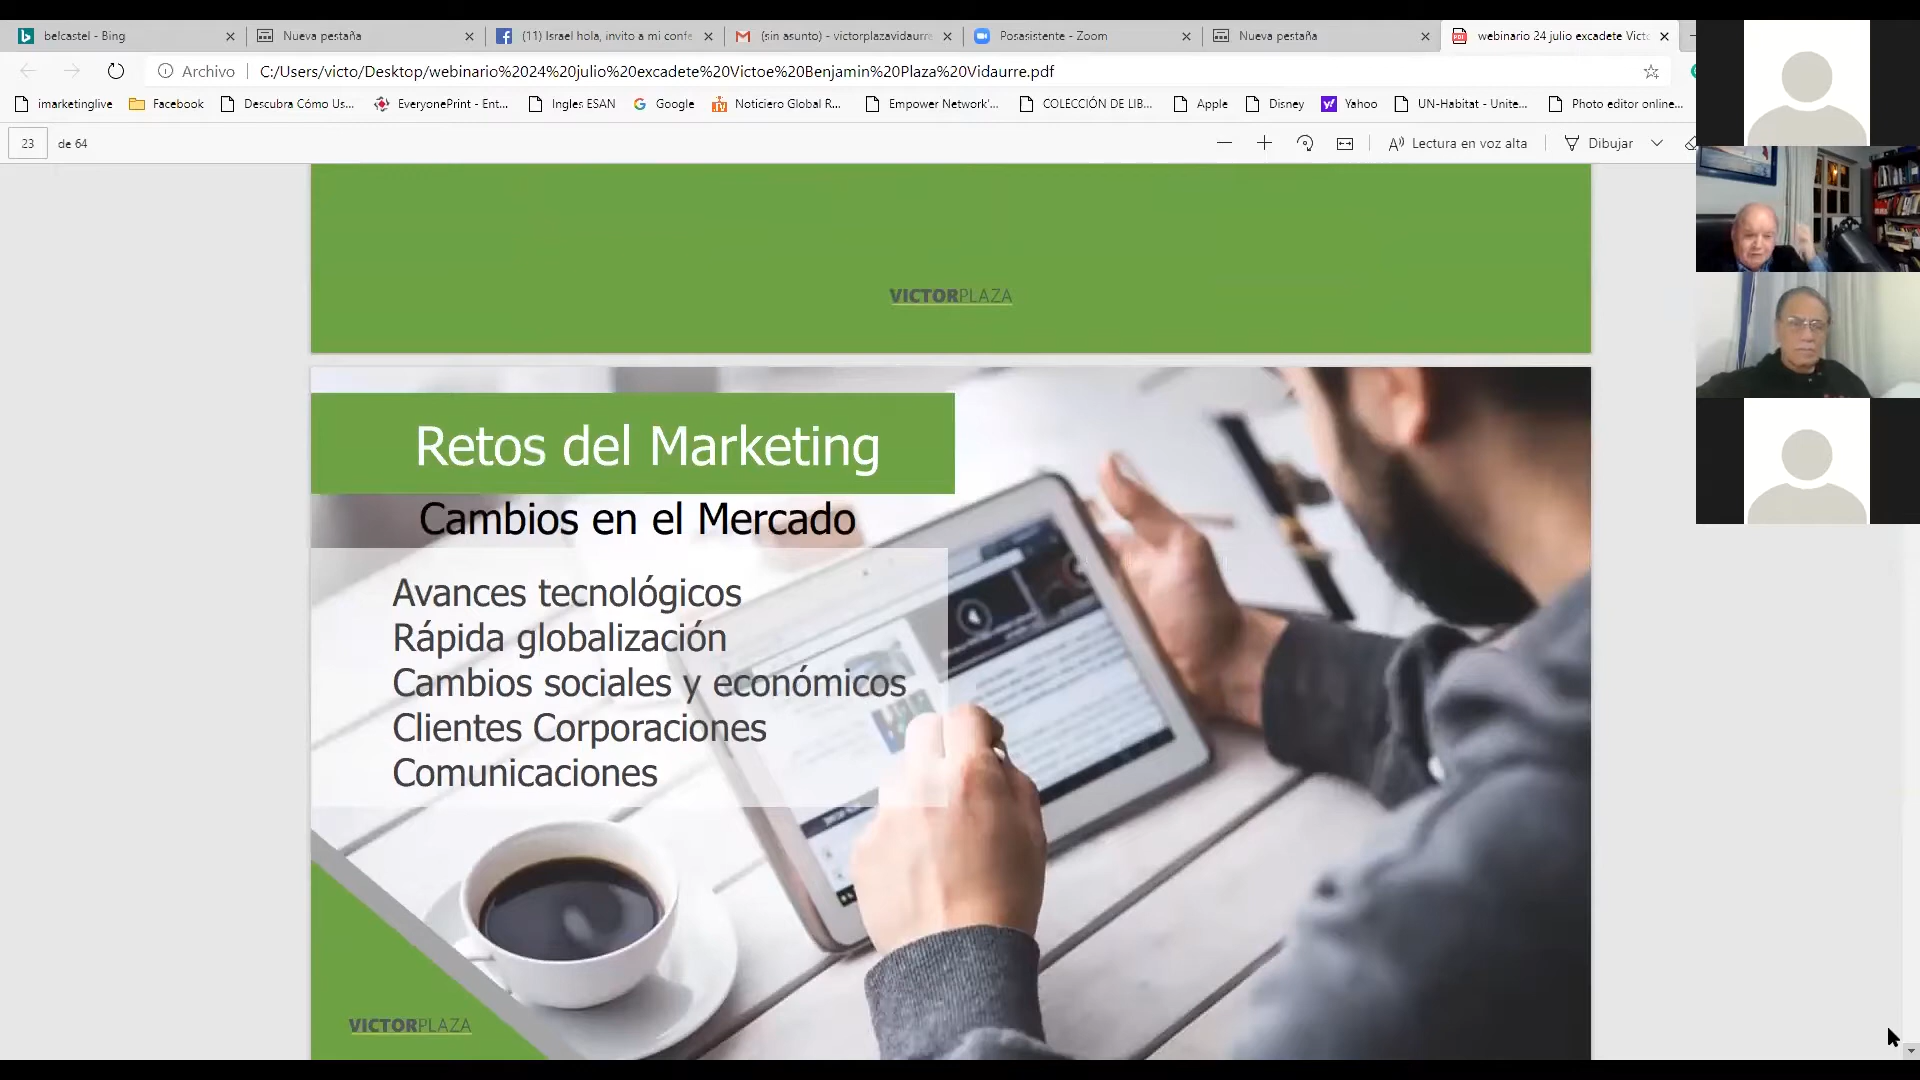 belcastel - Bing
Nueva pestaña
(11) Israel hola, invito a mi confe
(sin asunto) - victorplazavidaurre
Posasistente - Zoom
Nueva pestaña
webinario 24 julio excadete Victo
Archivo
C:/Users/victo/Desktop/webinario%2024%20julio%20excadete%20Victoe%20Benjamin%20Plaza%20Vidaurre.pdf
imarketinglive
Facebook
Descubra Cómo Us...
EveryonePrint - Ent...
Ingles ESAN
Google
Noticiero Global R...
Empower Network'...
COLECCIÓN DE LIB...
Apple
Disney
Yahoo
UN-Habitat - Unite...
Photo editor online...
23 de 64
Lectura en voz alta
Dibujar
VICTORPLAZA
Retos del Marketing
Cambios en el Mercado
Avances tecnológicos
Rápida globalización
Cambios sociales y económicos
Clientes Corporaciones
Comunicaciones
VICTORPLAZA